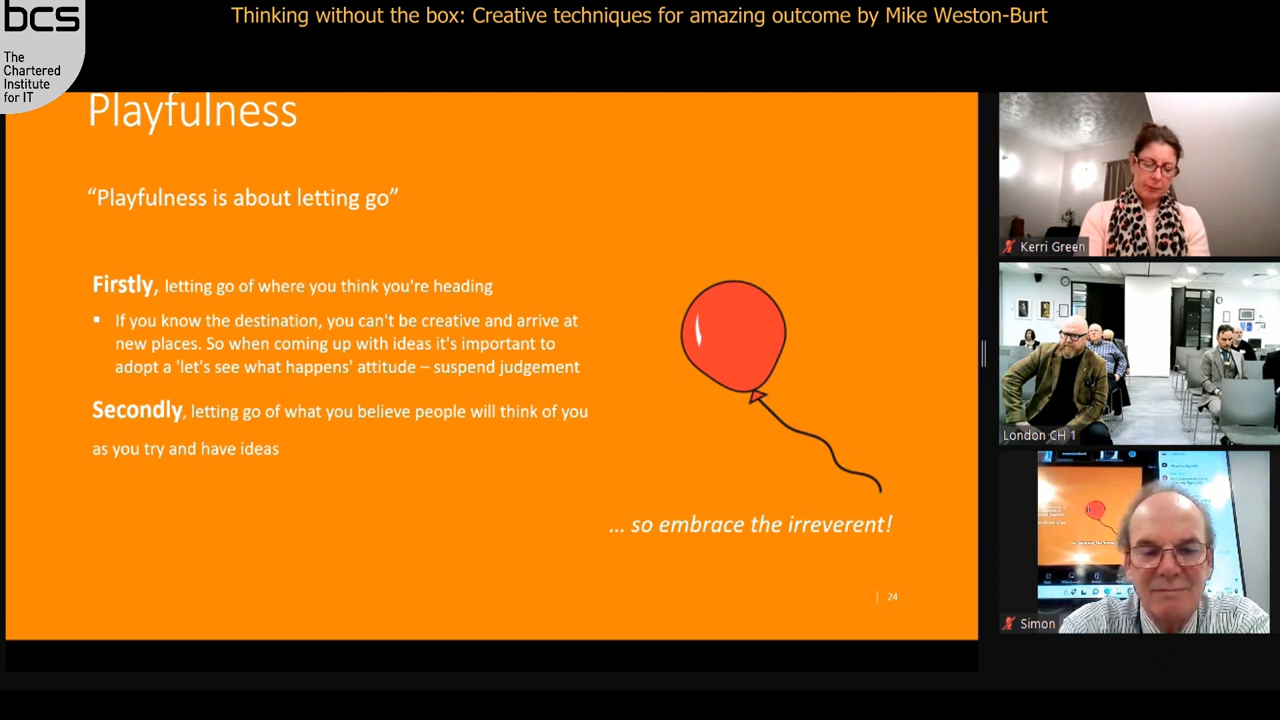 bcs
The
Chartered
Institute
for IT
Thinking without the box: Creative techniques for amazing outcome by Mike Weston-Burt
Playfulness
“Playfulness is about letting go”
Firstly, letting go of where you think you're heading
▪ If you know the destination, you can't be creative and arrive at
new places. So when coming up with ideas it's important to
adopt a 'let's see what happens' attitude – suspend judgement
Secondly, letting go of what you believe people will think of you
as you try and have ideas
... so embrace the irreverent!
24
Kerri Green
London CH 1
Simon